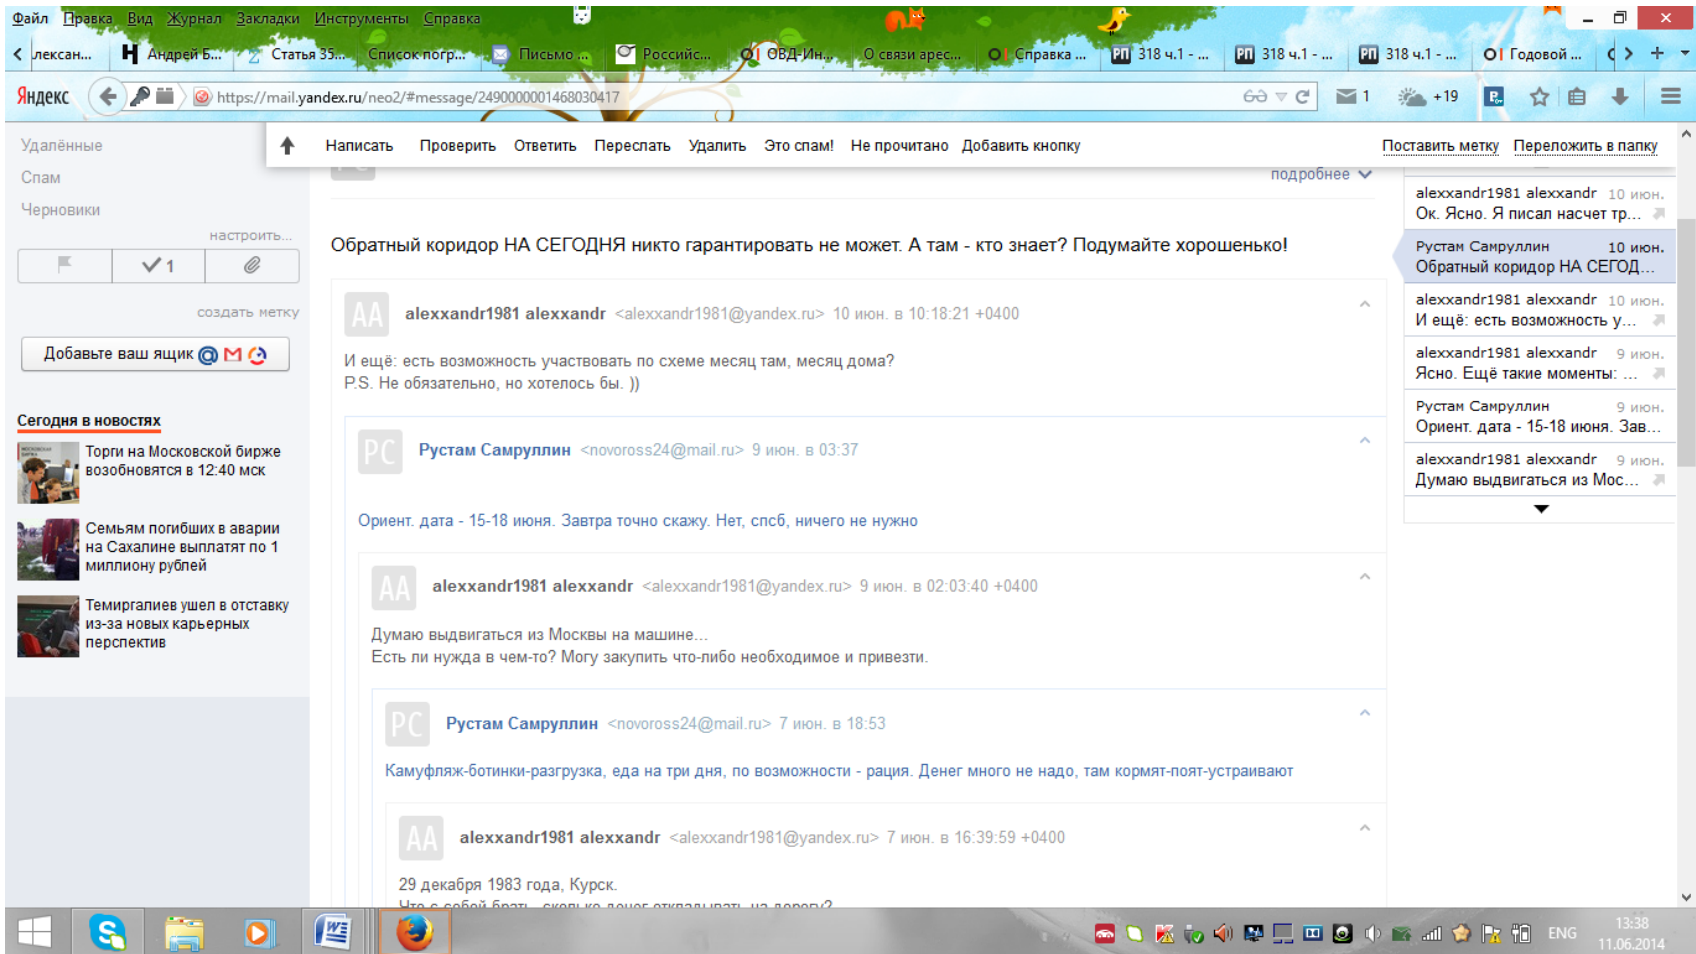 Файл Правка Вид Журнал Закладки Инструменты Справка
лексан... Андрей Б... Статья 35... Список погр... Письмо ... Российс... ОВД-Ин... О связи арес... Справка ... 318 ч.1 - ... 318 ч.1 - ... 318 ч.1 - ... Годовой ...
Яндекс https://mail.yandex.ru/neo2/#message/2490000001468030417 1 +19
Написать Проверить Ответить Переслать Удалить Это спам! Не прочитано Добавить кнопку Поставить метку Переложить в папку
Удалённые
Спам
Черновики
настроить...
1
создать метку
Добавьте ваш ящик
Сегодня в новостях
Торги на Московской бирже
возобновятся в 12:40 мск
Семьям погибших в аварии
на Сахалине выплатят по 1
миллиону рублей
Темиргалиев ушел в отставку
из-за новых карьерных
перспектив
подробнее
Обратный коридор НА СЕГОДНЯ никто гарантировать не может. А там - кто знает? Подумайте хорошенько!
АА alexxandr1981 alexxandr <alexxandr1981@yandex.ru> 10 июн. в 10:18:21 +0400
И ещё: есть возможность участвовать по схеме месяц там, месяц дома?
P.S. Не обязательно, но хотелось бы. ))
РС Рустам Самруллин <novoross24@mail.ru> 9 июн. в 03:37
Ориент. дата - 15-18 июня. Завтра точно скажу. Нет, спсб, ничего не нужно
АА alexxandr1981 alexxandr <alexxandr1981@yandex.ru> 9 июн. в 02:03:40 +0400
Думаю выдвигаться из Москвы на машине...
Есть ли нужда в чем-то? Могу закупить что-либо необходимое и привезти.
РС Рустам Самруллин <novoross24@mail.ru> 7 июн. в 18:53
Камуфляж-ботинки-разгрузка, еда на три дня, по возможности - рация. Денег много не надо, там кормят-поят-устраивают
АА alexxandr1981 alexxandr <alexxandr1981@yandex.ru> 7 июн. в 16:39:59 +0400
29 декабря 1983 года, Курск.
Что с собой брать, сколько денег откладывать на дорогу?
alexxandr1981 alexxandr 10 июн.
Ок. Ясно. Я писал насчет тр...
Рустам Самруллин 10 июн.
Обратный коридор НА СЕГОД...
alexxandr1981 alexxandr 10 июн.
И ещё: есть возможность у...
alexxandr1981 alexxandr 9 июн.
Ясно. Ещё такие моменты: ...
Рустам Самруллин 9 июн.
Ориент. дата - 15-18 июня. Зав...
alexxandr1981 alexxandr 9 июн.
Думаю выдвигаться из Мос...
ENG
13:38
11.06.2014